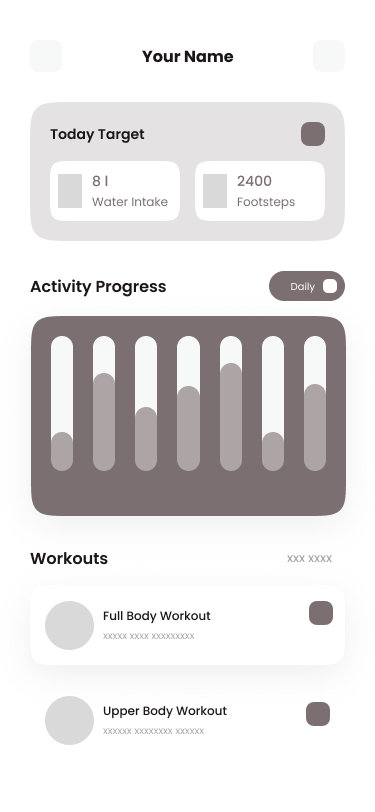 Your Name
Today Target
8 l
Water Intake
2400
Footsteps
Activity Progress
Daily
Workouts
xxx xxxx
Full Body Workout
xxxxx xxxx xxxxxxxxx
Upper Body Workout
xxxxxx xxxxxxxx xxxxxx